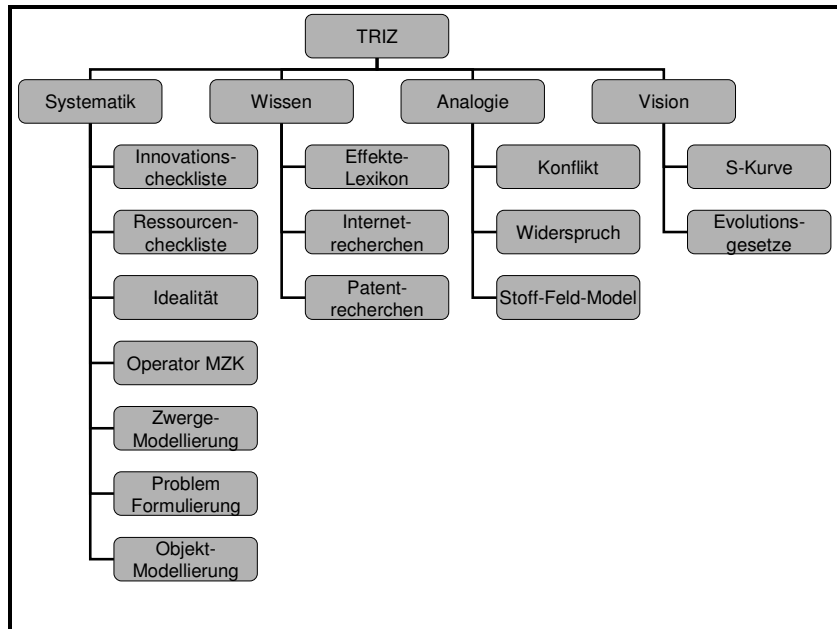 TRIZ
Systematik
Wissen
Analogie
Vision
Innovations-
checkliste
Effekte-
Lexikon
Konflikt
S-Kurve
Ressourcen-
checkliste
Internet-
recherchen
Widerspruch
Evolutions-
gesetze
Idealität
Patent-
recherchen
Stoff-Feld-Model
Operator MZK
Zwerge-
Modellierung
Problem
Formulierung
Objekt-
Modellierung